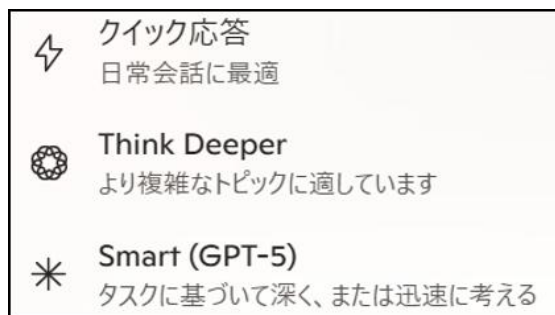 クイック応答
日常会話に最適
Think Deeper
より複雑なトピックに適しています
Smart (GPT-5)
タスクに基づいて深く、または迅速に考える